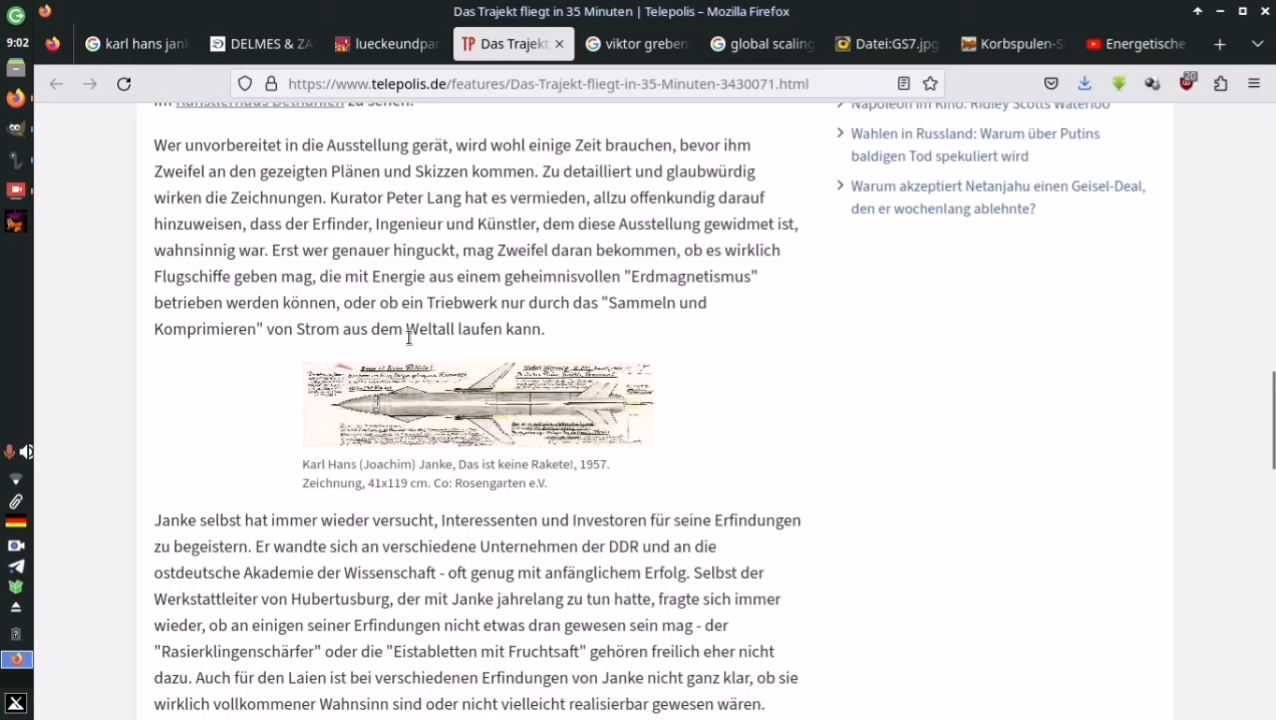 Das Trajekt fliegt in 35 Minuten | Telepolis – Mozilla Firefox
9:02
karl hans jank
DELMES & ZA
lueckeundpar
TP Das Trajekt
viktor greben
global scaling
Datei:GS7.jpg
Korbspulen-S
Energetische
https://www.telepolis.de/features/Das-Trajekt-fliegt-in-35-Minuten-3430071.html
20
im Künstlerhaus Bethanien zu sehen.
Wer unvorbereitet in die Ausstellung gerät, wird wohl einige Zeit brauchen, bevor ihm
Zweifel an den gezeigten Plänen und Skizzen kommen. Zu detailliert und glaubwürdig
wirken die Zeichnungen. Kurator Peter Lang hat es vermieden, allzu offenkundig darauf
hinzuweisen, dass der Erfinder, Ingenieur und Künstler, dem diese Ausstellung gewidmet ist,
wahnsinnig war. Erst wer genauer hinguckt, mag Zweifel daran bekommen, ob es wirklich
Flugschiffe geben mag, die mit Energie aus einem geheimnisvollen "Erdmagnetismus"
betrieben werden können, oder ob ein Triebwerk nur durch das "Sammeln und
Komprimieren" von Strom aus dem Weltall laufen kann.
Karl Hans (Joachim) Janke, Das ist keine Rakete!, 1957.
Zeichnung, 41x119 cm. Co: Rosengarten e.V.
Janke selbst hat immer wieder versucht, Interessenten und Investoren für seine Erfindungen
zu begeistern. Er wandte sich an verschiedene Unternehmen der DDR und an die
ostdeutsche Akademie der Wissenschaft - oft genug mit anfänglichem Erfolg. Selbst der
Werkstattleiter von Hubertusburg, der mit Janke jahrelang zu tun hatte, fragte sich immer
wieder, ob an einigen seiner Erfindungen nicht etwas dran gewesen sein mag - der
"Rasierklingenschärfer" oder die "Eistabletten mit Fruchtsaft" gehören freilich eher nicht
dazu. Auch für den Laien ist bei verschiedenen Erfindungen von Janke nicht ganz klar, ob sie
wirklich vollkommener Wahnsinn sind oder nicht vielleicht realisierbar gewesen wären.
Napoleon im Kino: Ridley Scotts Waterloo
Wahlen in Russland: Warum über Putins
baldigen Tod spekuliert wird
Warum akzeptiert Netanjahu einen Geisel-Deal,
den er wochenlang ablehnte?